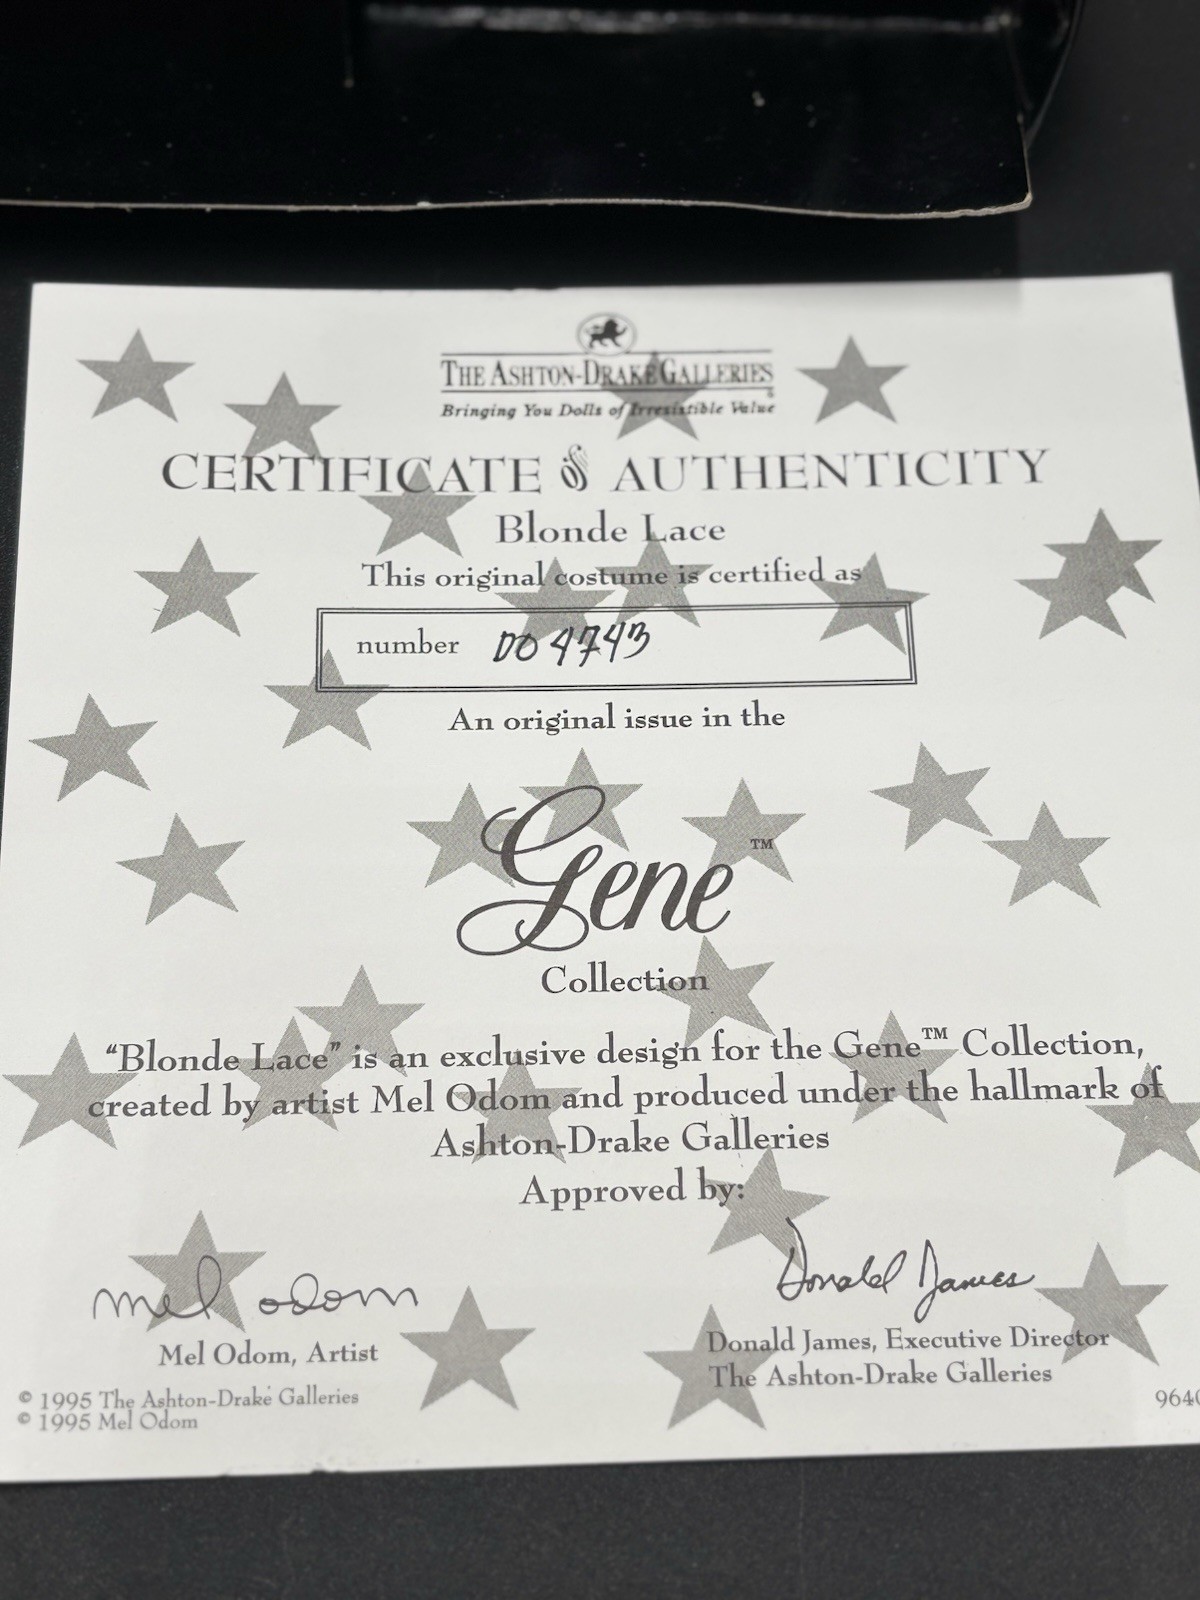 THE ASHTON-DRAKE GALLERIES®
Bringing You Dolls of Irresistible Value
CERTIFICATE of AUTHENTICITY
Blonde Lace
This original costume is certified as
number DO 4743
An original issue in the
Gene™
Collection
“Blonde Lace” is an exclusive design for the Gene™ Collection,
created by artist Mel Odom and produced under the hallmark of
Ashton-Drake Galleries
Approved by:
mel odom
Donald James
Mel Odom, Artist
Donald James, Executive Director
The Ashton-Drake Galleries
© 1995 The Ashton-Drake Galleries
© 1995 Mel Odom